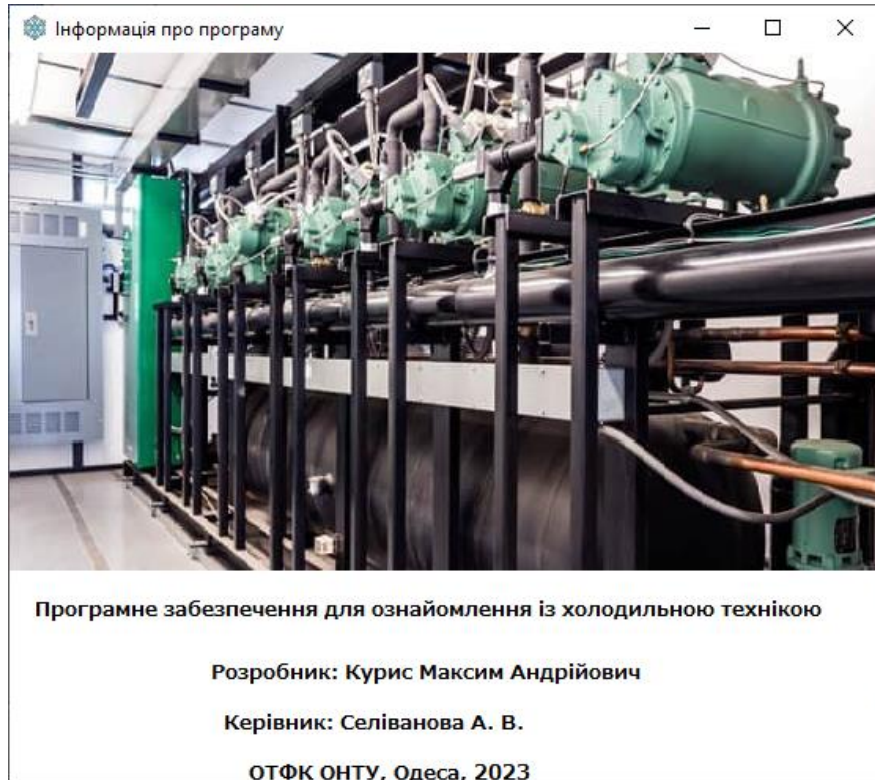 Інформація про програму
Програмне забезпечення для ознайомлення із холодильною технікою
Розробник: Курис Максим Андрійович
Керівник: Селіванова А. В.
ОТФК ОНТУ, Одеса, 2023